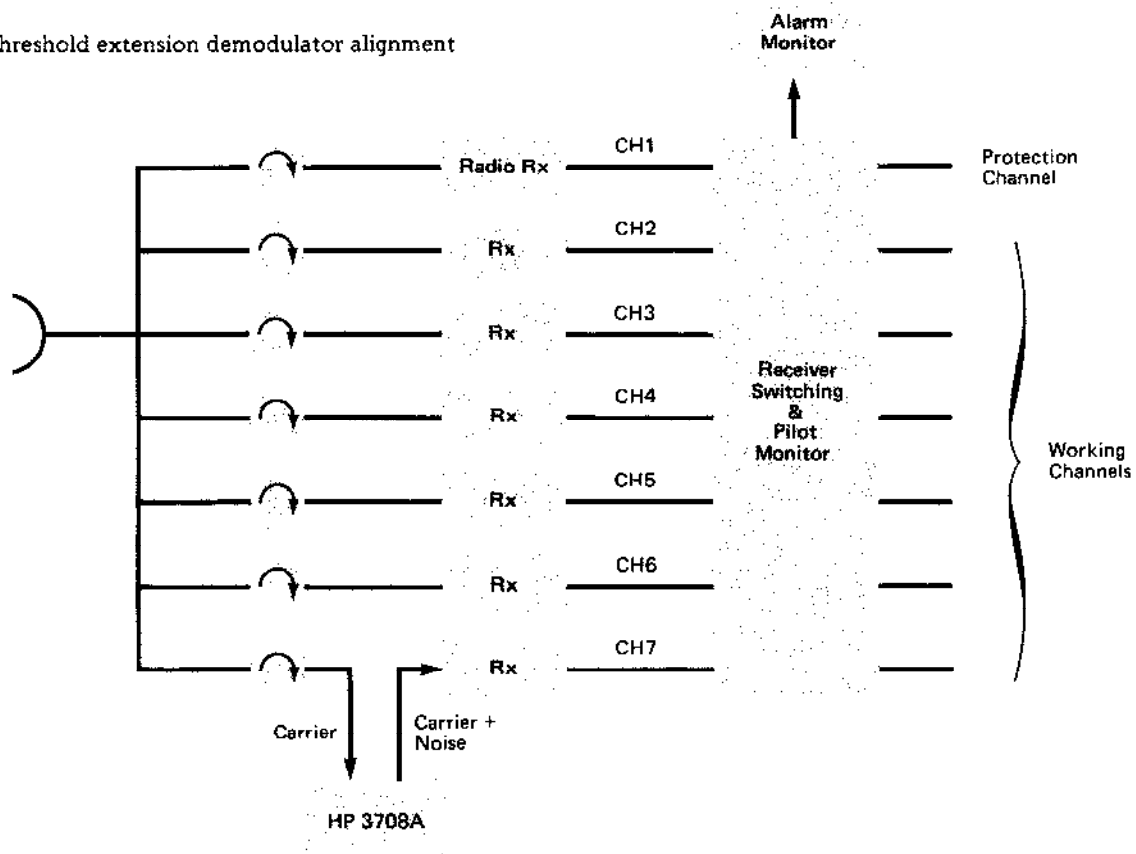 hreshold extension demodulator alignment
Alarm
Monitor
Radio Rx
CH1
Protection
Channel
Rx
CH2
Rx
CH3
Rx
CH4
Receiver
Switching
&
Pilot
Monitor
Working
Channels
Rx
CH5
Rx
CH6
Rx
CH7
Carrier
Carrier +
Noise
HP 3708A